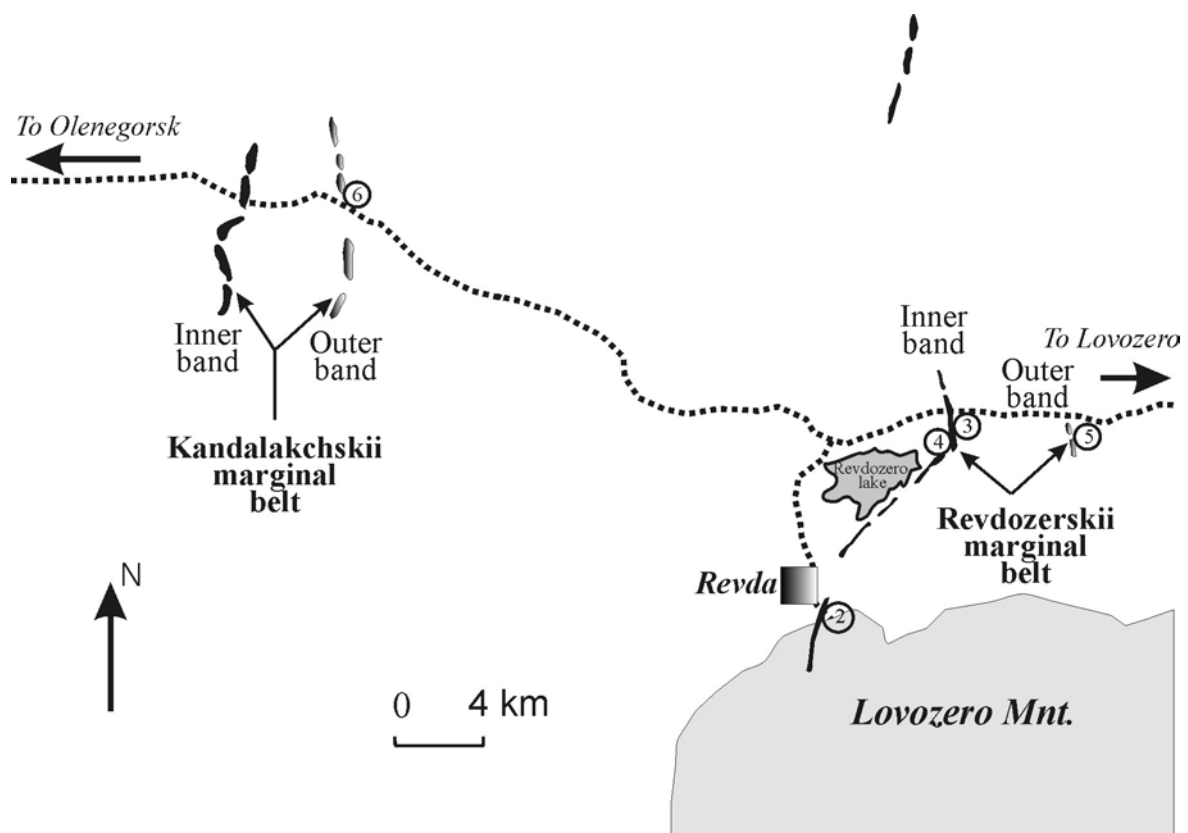 To Olenegorsk
6
Inner
band
Outer
band
Kandalakchskii
marginal
belt
Inner
band
To Lovozero
Outer
band
3
4
5
Revdozero
lake
Revdozerskii
marginal
belt
N
Revda
2
0 4 km
Lovozero Mnt.